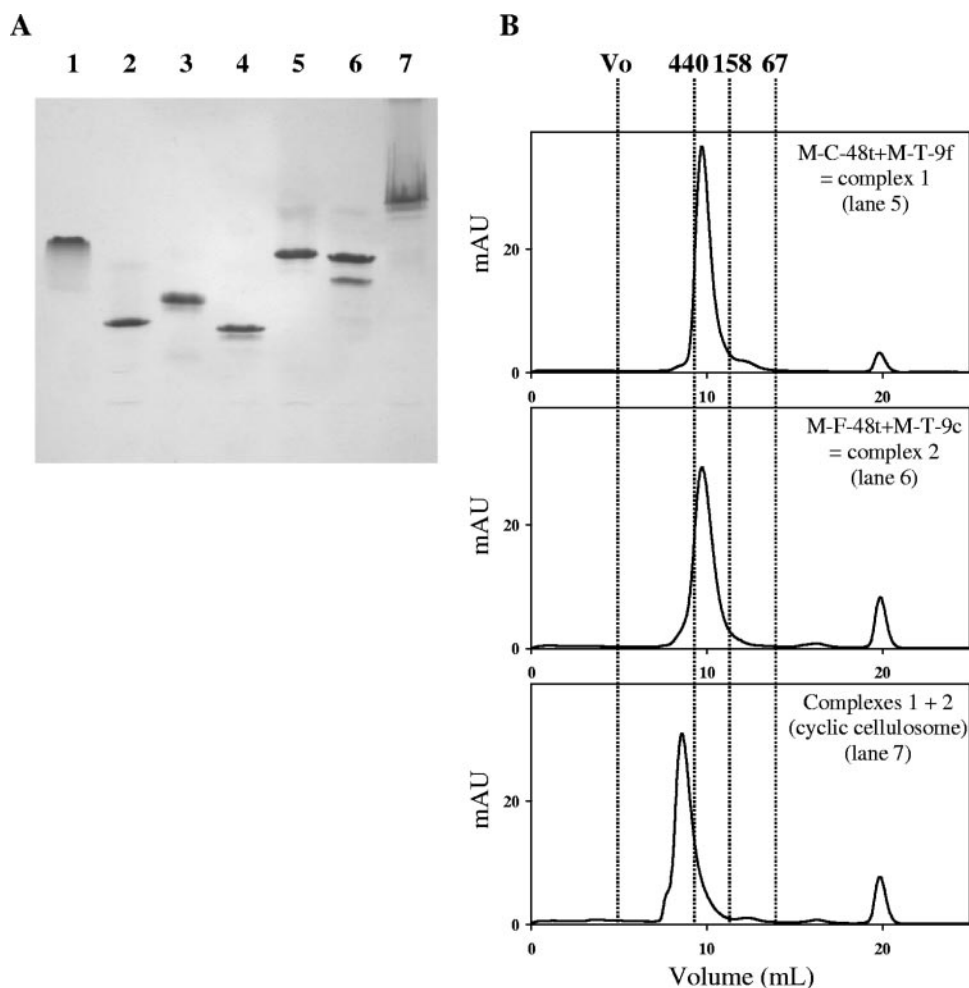 A
1 2 3 4 5 6 7
B
Vo 440 158 67
M-C-48t+M-T-9f
= complex 1
(lane 5)
mAU
20
0
0 10 20
M-F-48t+M-T-9c
= complex 2
(lane 6)
mAU
20
0
0 10 20
Complexes 1 + 2
(cyclic cellulosome)
(lane 7)
mAU
20
0
0 10 20
Volume (mL)